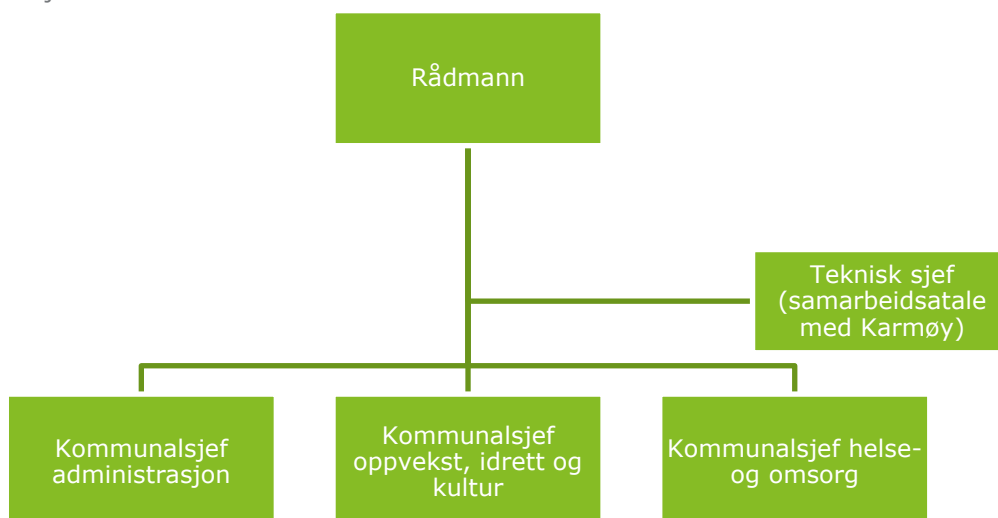 Rådmann
Teknisk sjef
(samarbeidsatale
med Karmøy)
Kommunalsjef
administrasjon
Kommunalsjef
oppvekst, idrett og
kultur
Kommunalsjef helse-
og omsorg